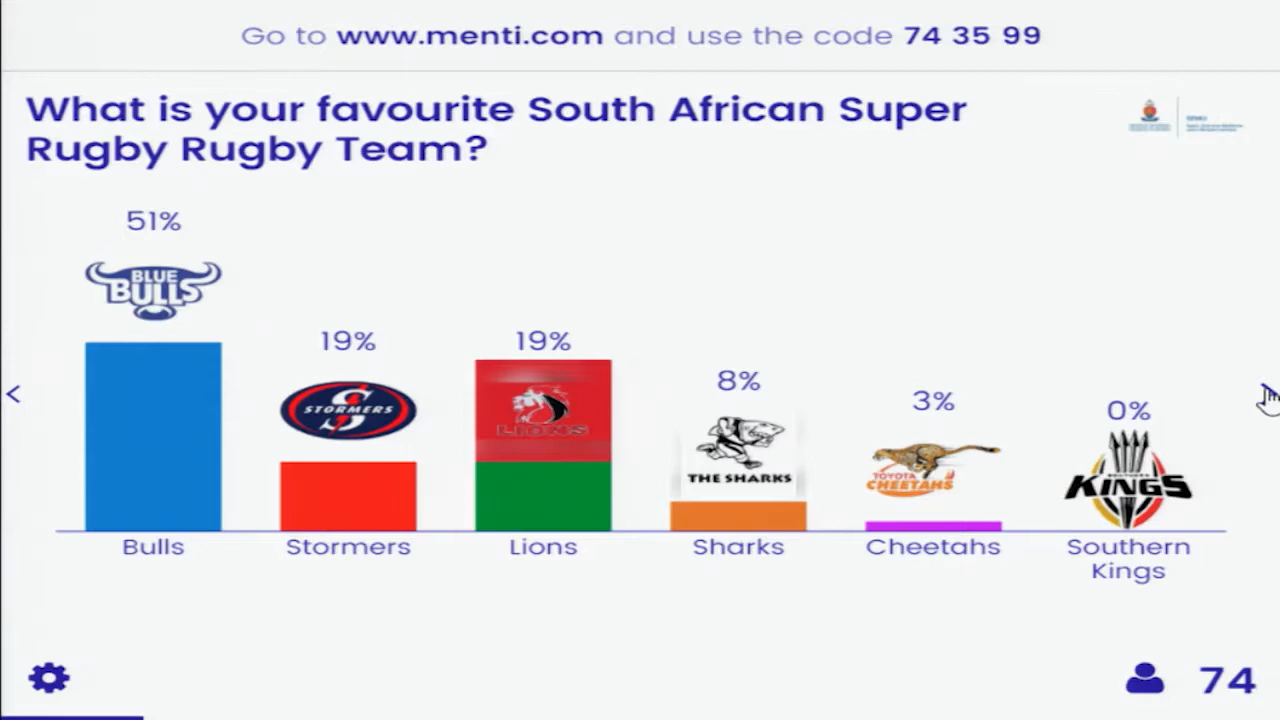 Go to www.menti.com and use the code 74 35 99
What is your favourite South African Super
Rugby Rugby Team?
51%
19%
19%
8%
3%
0%
BLUE
BULLS
STORMERS
LIONS
THE SHARKS
TOYOTA
CHEETAHS
SOUTHERN
KINGS
Bulls
Stormers
Lions
Sharks
Cheetahs
Southern
Kings
74